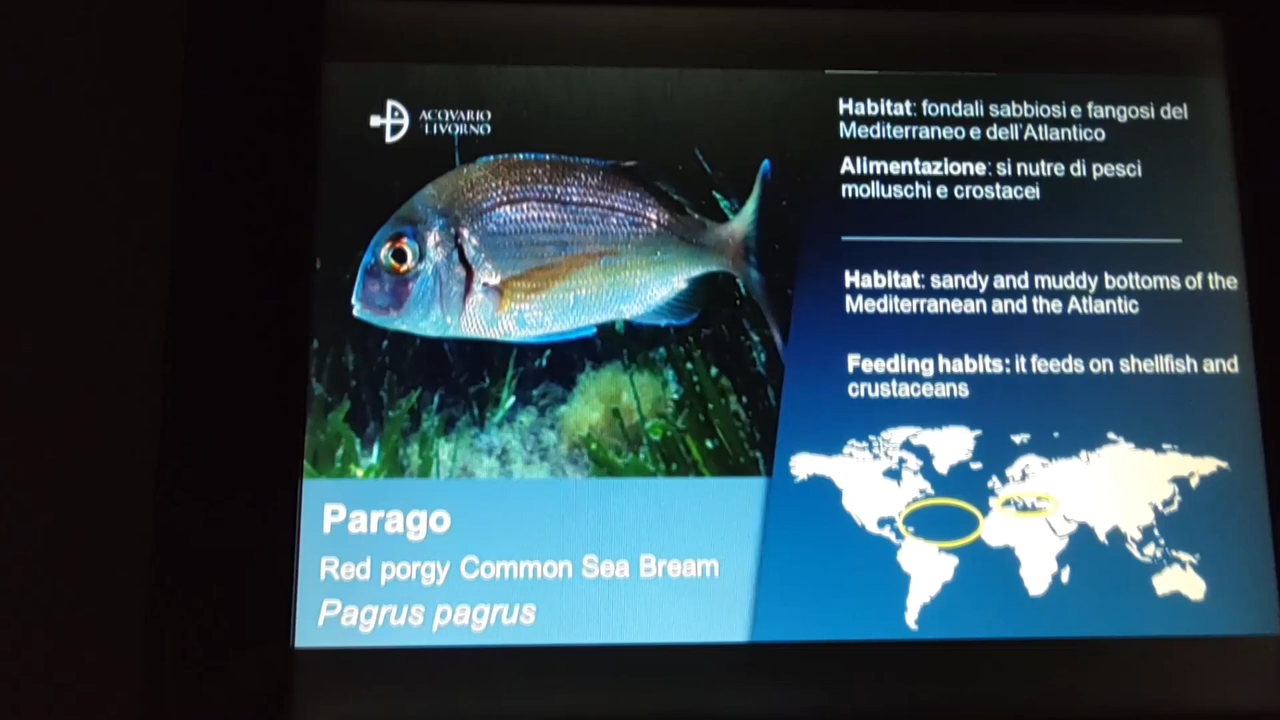 ACQVARIO
LIVORNO
Habitat: fondali sabbiosi e fangosi del
Mediterraneo e dell'Atlantico
Alimentazione: si nutre di pesci
molluschi e crostacei
Habitat: sandy and muddy bottoms of the
Mediterranean and the Atlantic
Feeding habits: it feeds on shellfish and
crustaceans
Parago
Red porgy Common Sea Bream
Pagrus pagrus